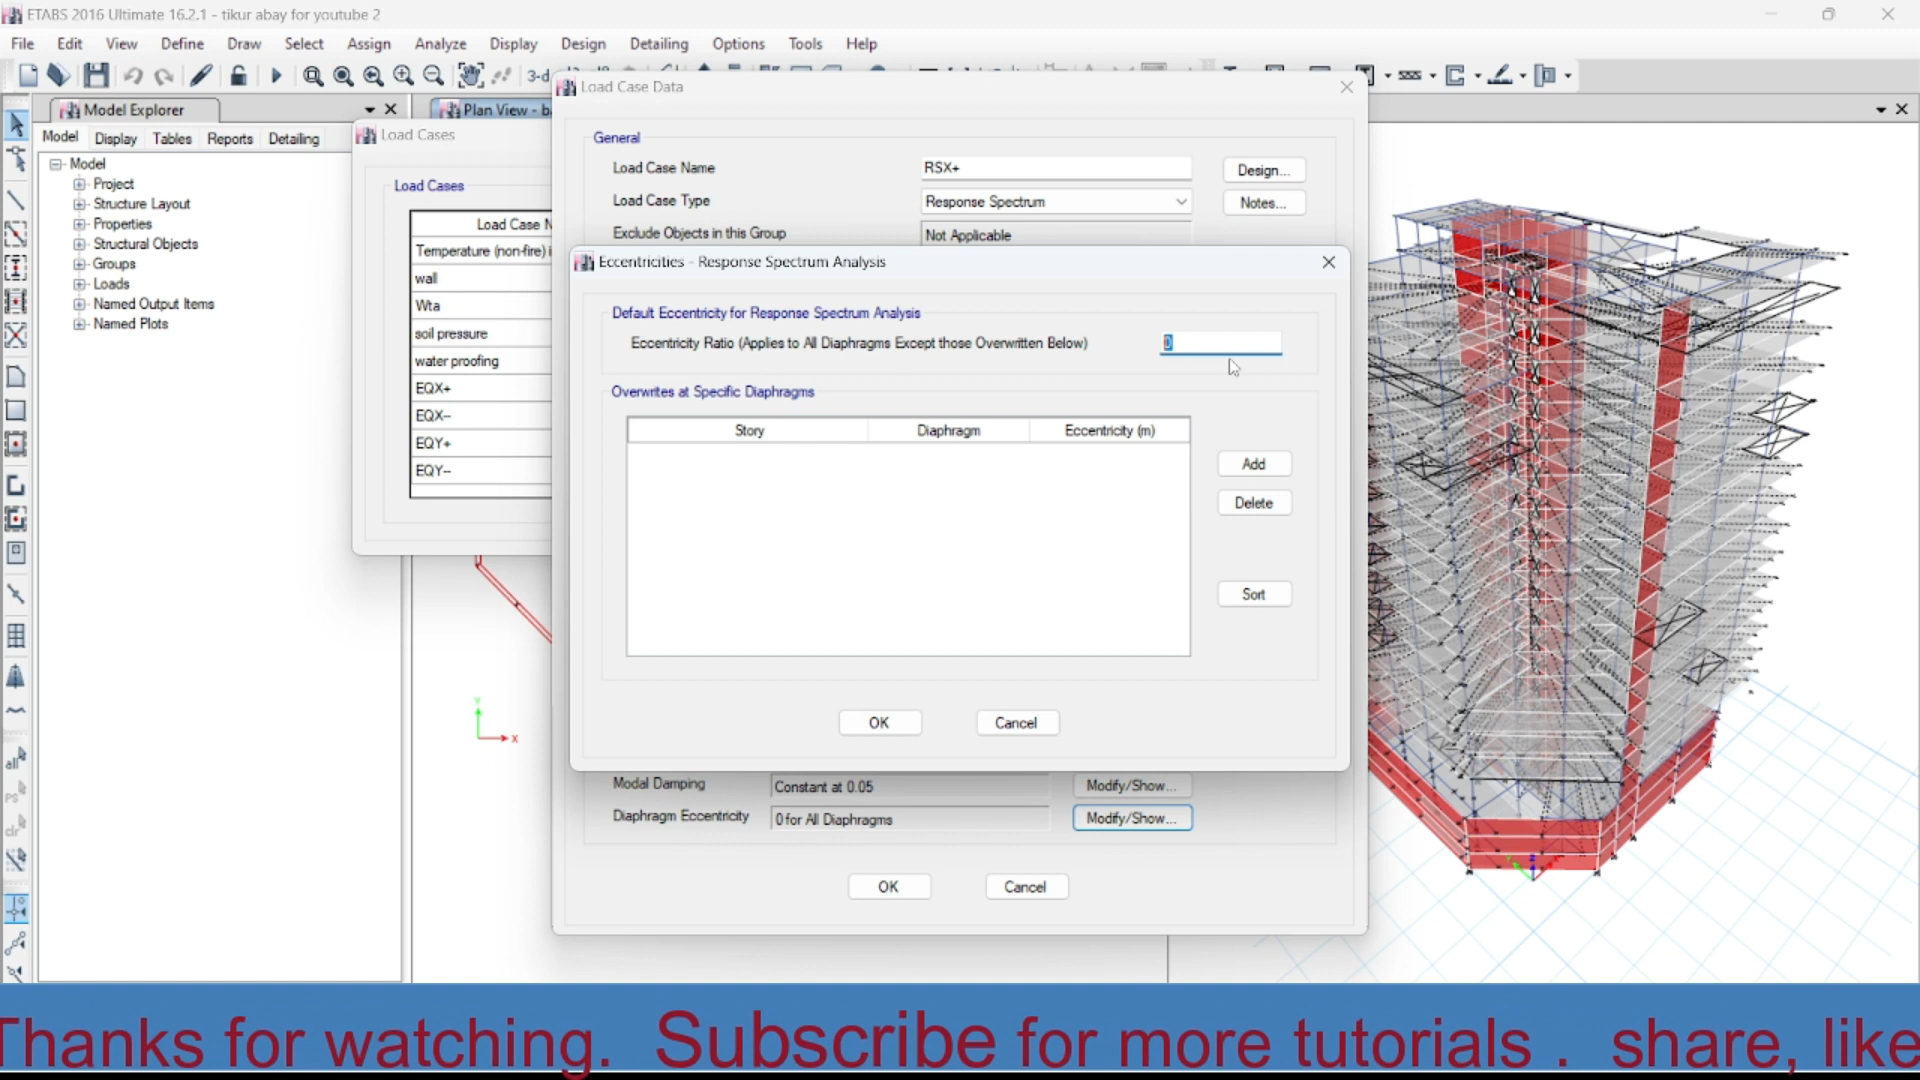 ETABS 2016 Ultimate 16.2.1 - tikur abay for youtube 2
File Edit View Define Draw Select Assign Analyze Display Design Detailing Options Tools Help
3-d
Model Explorer
Plan View - ba
Model Display Tables Reports Detailing
Model
Project
Structure Layout
Properties
Structural Objects
Groups
Loads
Named Output Items
Named Plots
all
PS
clr
Load Cases
Load Cases
Load Case N
Temperature (non-fire) i
wall
Wta
soil pressure
water proofing
EQX+
EQX--
EQY+
EQY--
Load Case Data
General
Load Case Name RSX+ Design...
Load Case Type Response Spectrum Notes...
Exclude Objects in this Group Not Applicable
Eccentricities - Response Spectrum Analysis
Default Eccentricity for Response Spectrum Analysis
Eccentricity Ratio (Applies to All Diaphragms Except those Overwritten Below) 0
Overwrites at Specific Diaphragms
Story Diaphragm Eccentricity (m)
Add
Delete
Sort
OK Cancel
Modal Damping Constant at 0.05 Modify/Show...
Diaphragm Eccentricity 0 for All Diaphragms Modify/Show...
OK Cancel
Y
X
Thanks for watching. Subscribe for more tutorials . share, like